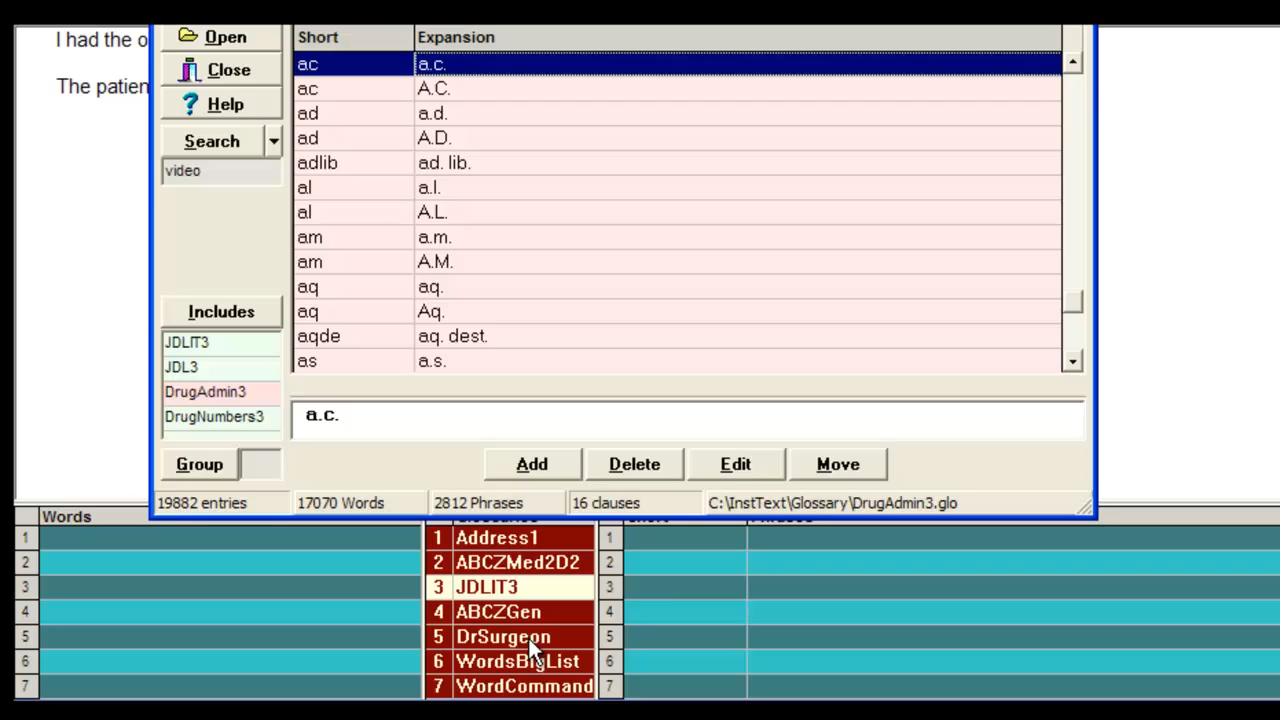 I had the o
The patien
Open
Close
Help
Search
video
Includes
JDLIT3
JDL3
DrugAdmin3
DrugNumbers3
Group
Short Expansion
ac a.c.
ac A.C.
ad a.d.
ad A.D.
adlib ad. lib.
al a.l.
al A.L.
am a.m.
am A.M.
aq aq.
aq Aq.
aqde aq. dest.
as a.s.
a.c.
Add Delete Edit Move
19882 entries 17070 Words 2812 Phrases 16 clauses C:\InstText\Glossary\DrugAdmin3.glo
Words
1 1 Address1 1
2 2 ABCZMed2D2 2
3 3 JDLIT3 3
4 4 ABCZGen 4
5 5 DrSurgeon 5
6 6 WordsBigList 6
7 7 WordCommand 7